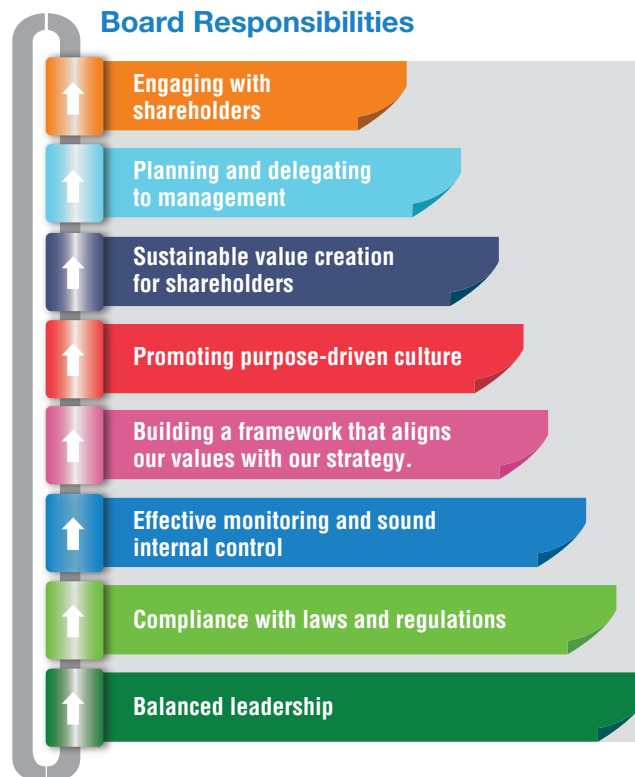 Board Responsibilities
Engaging with
shareholders
Planning and delegating
to management
Sustainable value creation
for shareholders
Promoting purpose-driven culture
Building a framework that aligns
our values with our strategy.
Effective monitoring and sound
internal control
Compliance with laws and regulations
Balanced leadership